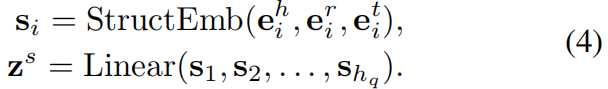 s_i = StructEmb(e_i^h, e_i^r, e_i^t),
z^s = Linear(s_1, s_2, . . . , s_{h_q}).
(4)